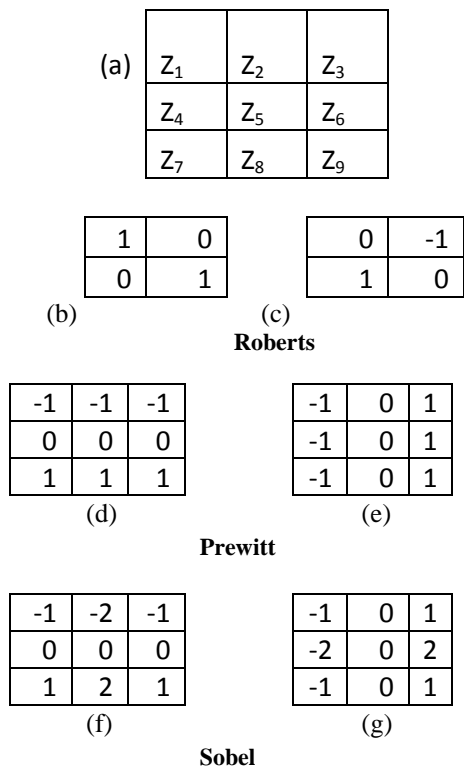 (a) Z₁ Z₂ Z₃
Z₄ Z₅ Z₆
Z₇ Z₈ Z₉
1 0 0 -1
0 1 1 0
(b) (c)
Roberts
-1 -1 -1 -1 0 1
0 0 0 -1 0 1
1 1 1 -1 0 1
(d) (e)
Prewitt
-1 -2 -1 -1 0 1
0 0 0 -2 0 2
1 2 1 -1 0 1
(f) (g)
Sobel